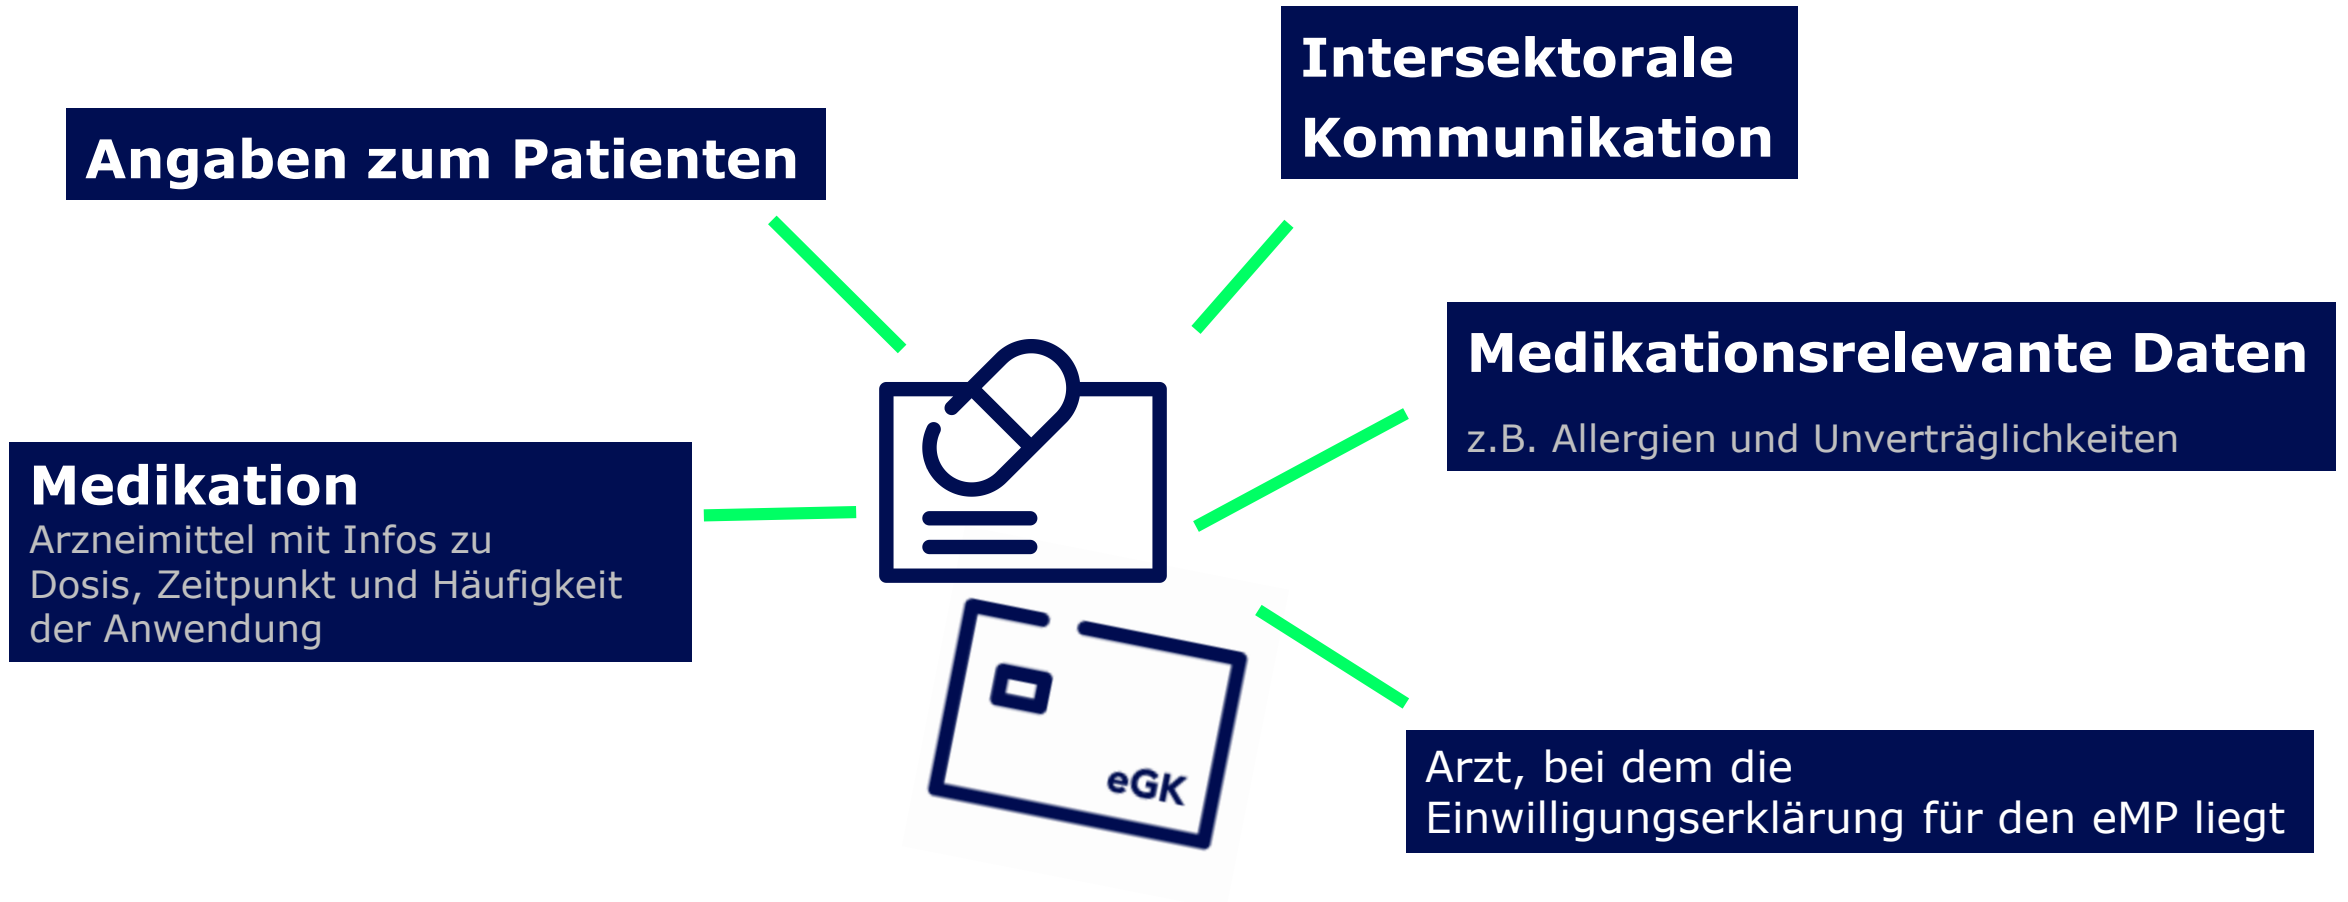 Angaben zum Patienten
Intersektorale
Kommunikation
Medikationsrelevante Daten
z.B. Allergien und Unverträglichkeiten
Medikation
Arzneimittel mit Infos zu
Dosis, Zeitpunkt und Häufigkeit
der Anwendung
eGK
Arzt, bei dem die
Einwilligungserklärung für den eMP liegt